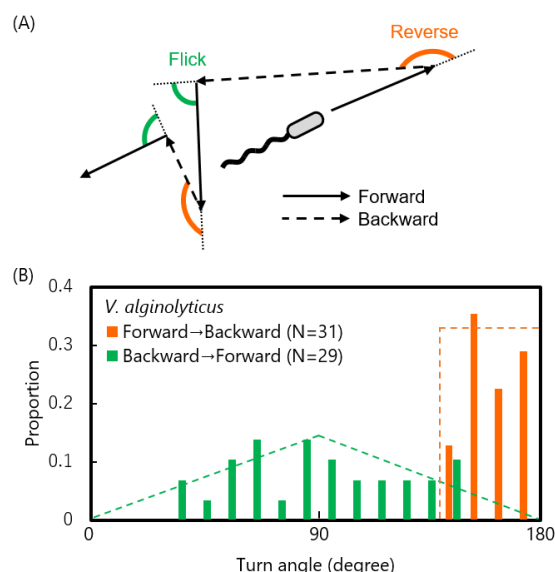 (A)
Reverse
Flick
Forward
Backward
(B)
0.4
0.3
0.2
0.1
0
Proportion
V. alginolyticus
Forward→Backward (N=31)
Backward→Forward (N=29)
0
90
180
Turn angle (degree)